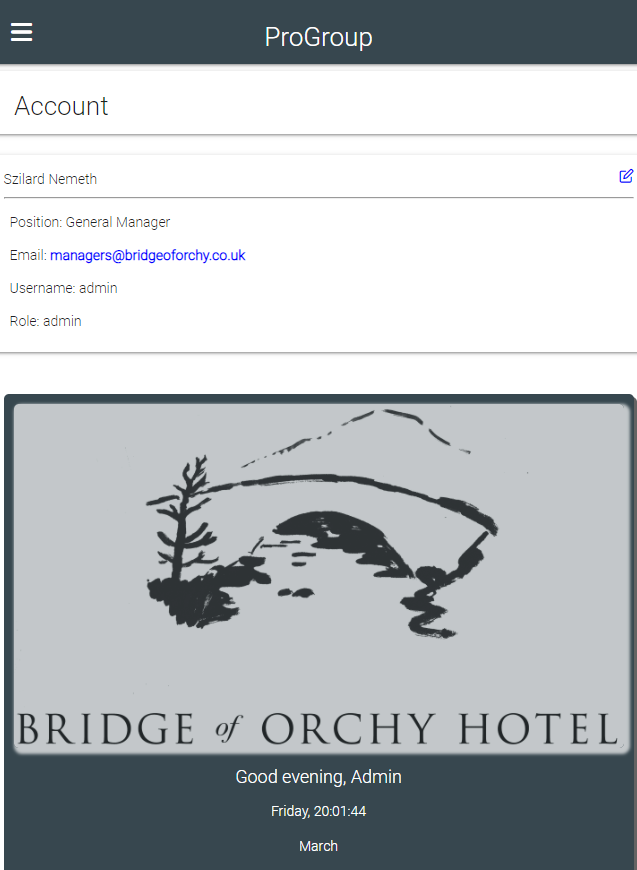 ProGroup
Account
Szilard Nemeth
Position: General Manager
Email: managers@bridgeoforchy.co.uk
Username: admin
Role: admin
BRIDGE of ORCHY HOTEL
Good evening, Admin
Friday, 20:01:44
March